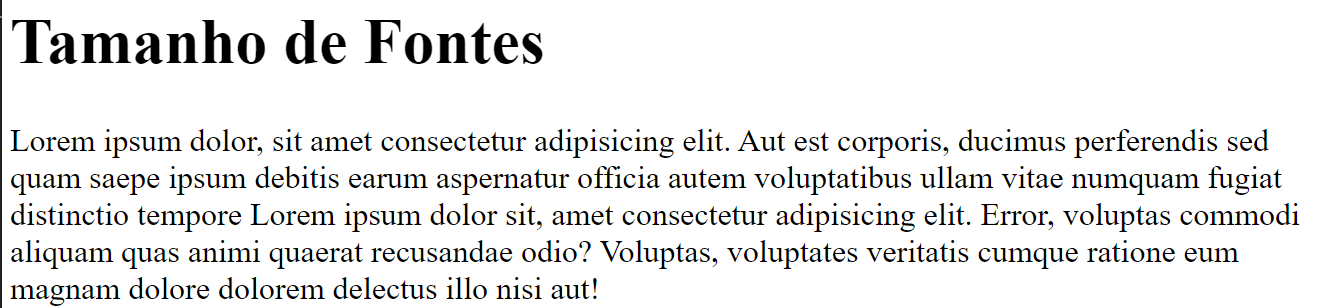 Tamanho de Fontes
Lorem ipsum dolor, sit amet consectetur adipisicing elit. Aut est corporis, ducimus perferendis sed
quam saepe ipsum debitis earum aspernatur officia autem voluptatibus ullam vitae numquam fugiat
distinctio tempore Lorem ipsum dolor sit, amet consectetur adipisicing elit. Error, voluptas commodi
aliquam quas animi quaerat recusandae odio? Voluptas, voluptates veritatis cumque ratione eum
magnam dolore dolorem delectus illo nisi aut!